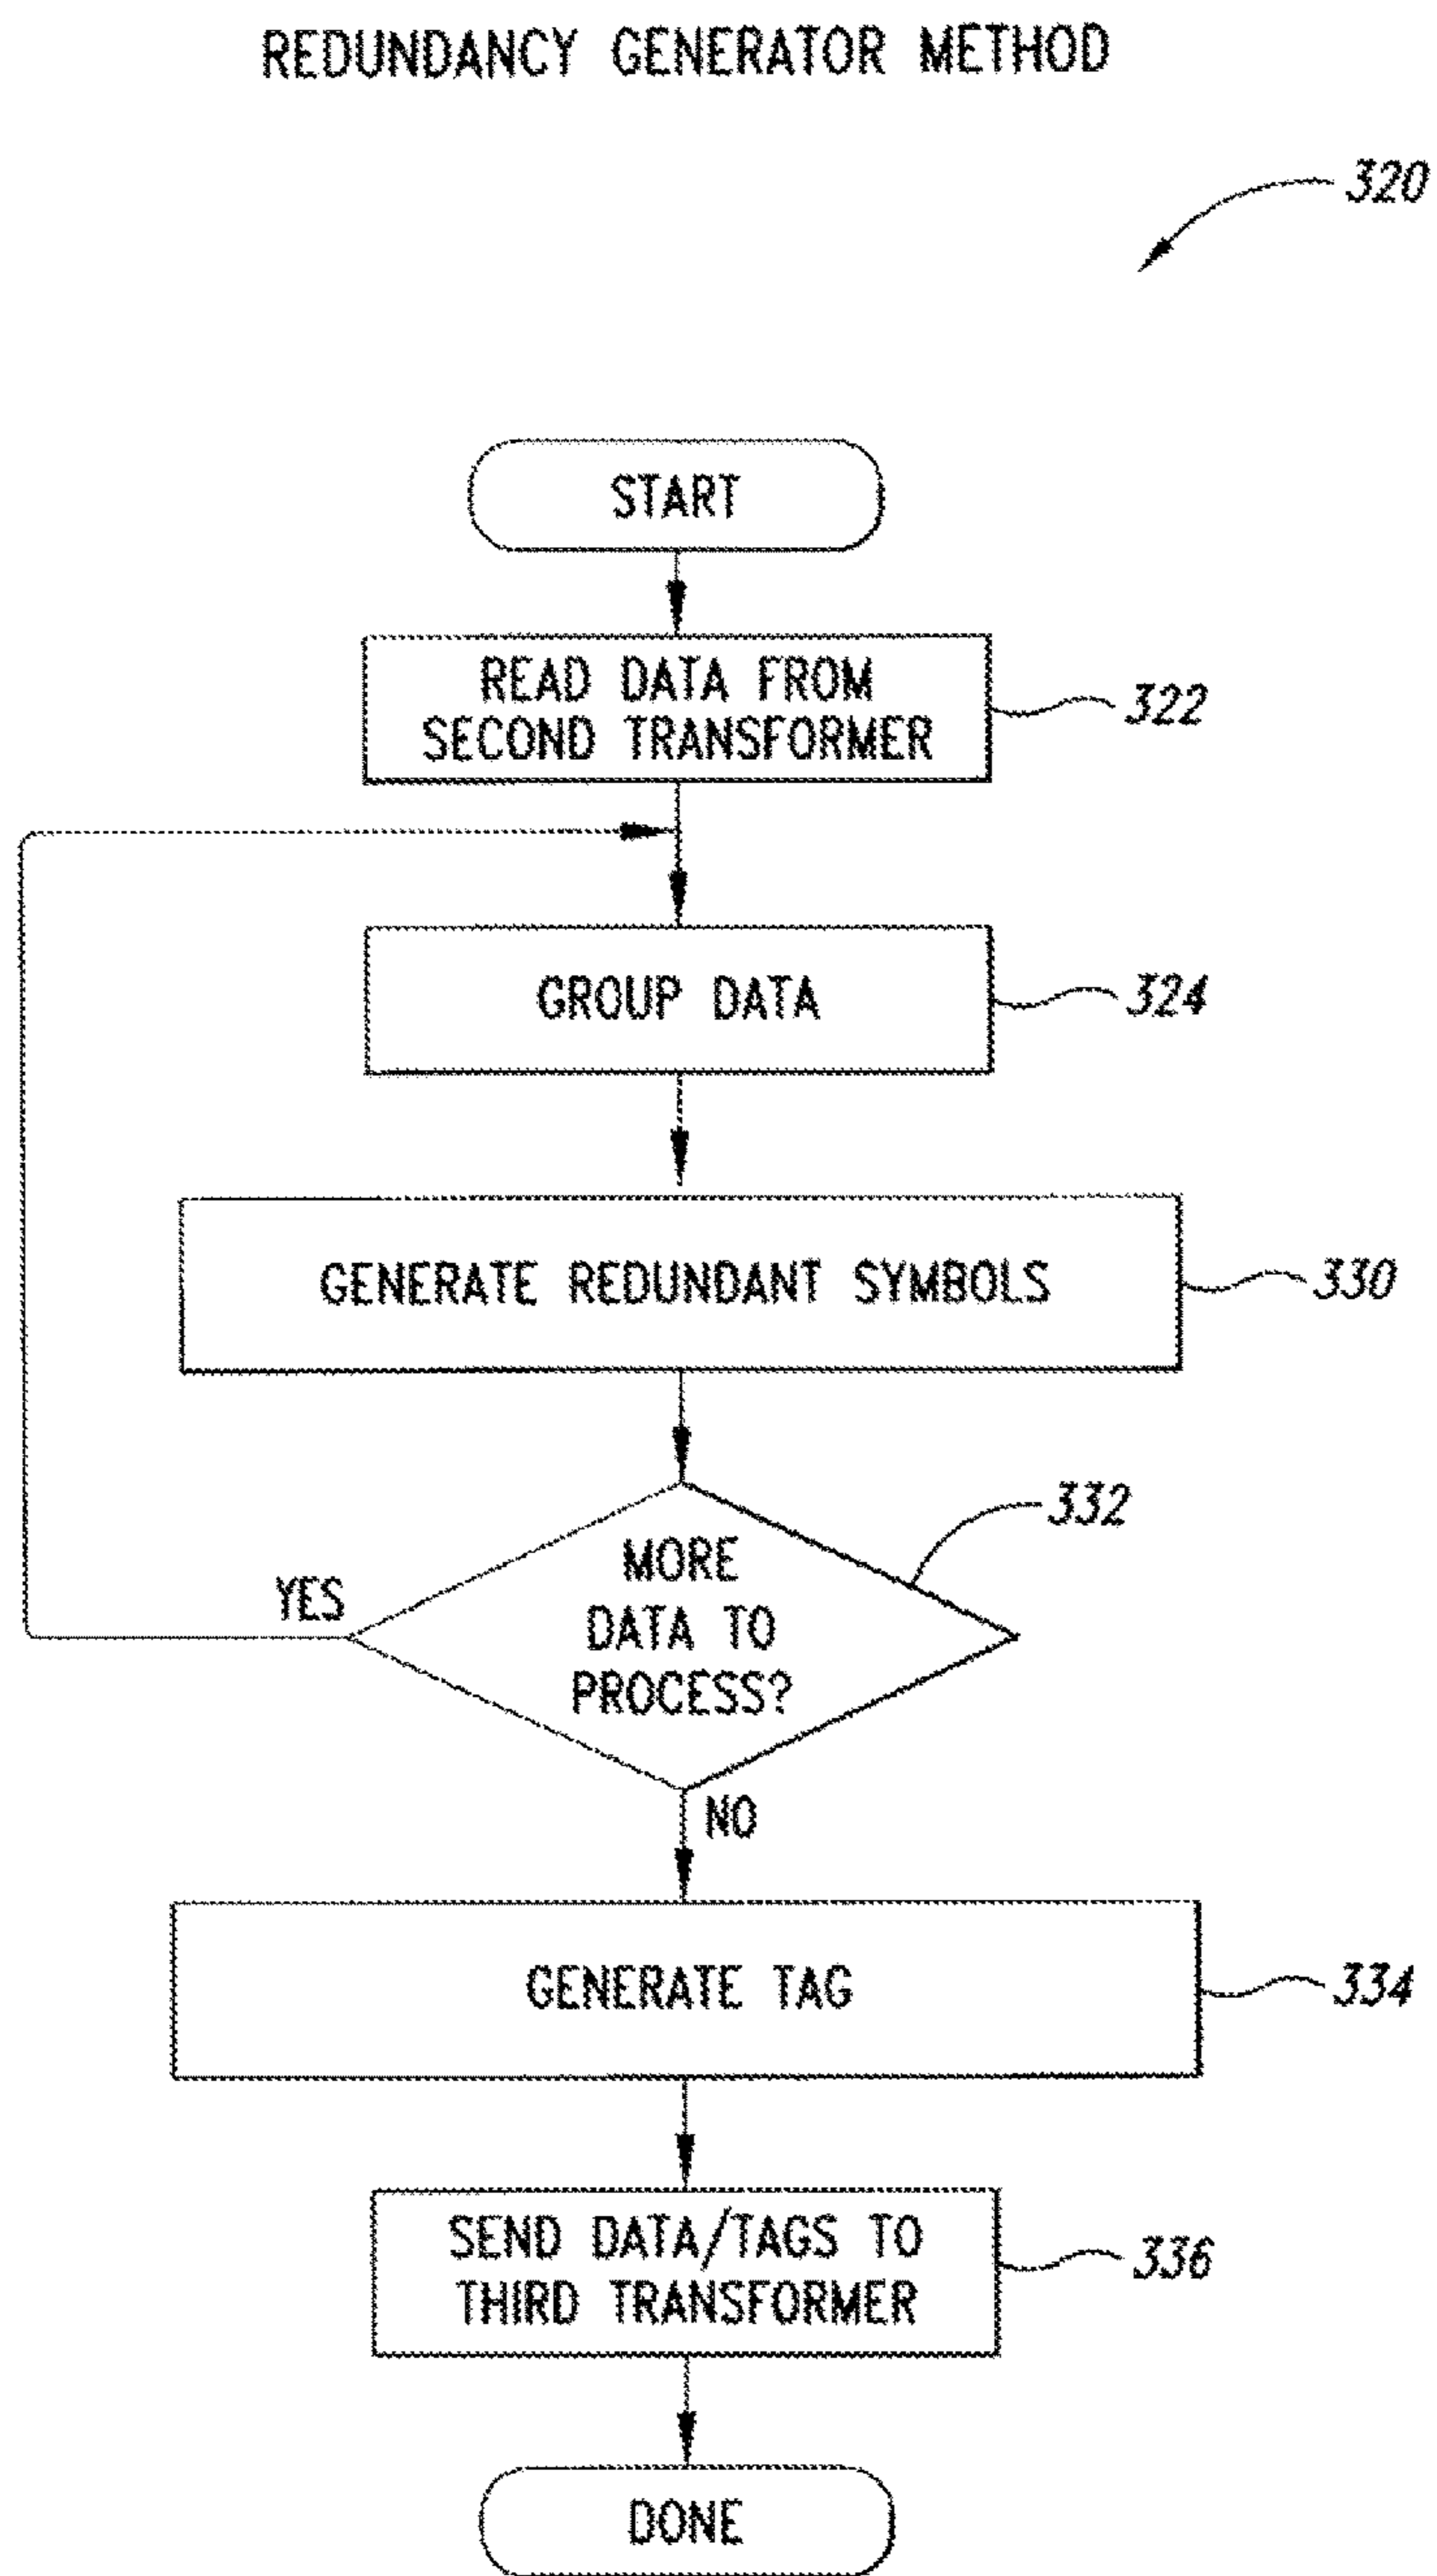 REDUNDANCY GENERATOR METHOD
320
START
READ DATA FROM
SECOND TRANSFORMER
322
GROUP DATA
324
GENERATE REDUNDANT SYMBOLS
330
332
MORE
DATA TO
PROCESS?
YES
NO
GENERATE TAG
334
SEND DATA/TAGS TO
THIRD TRANSFORMER
336
DONE